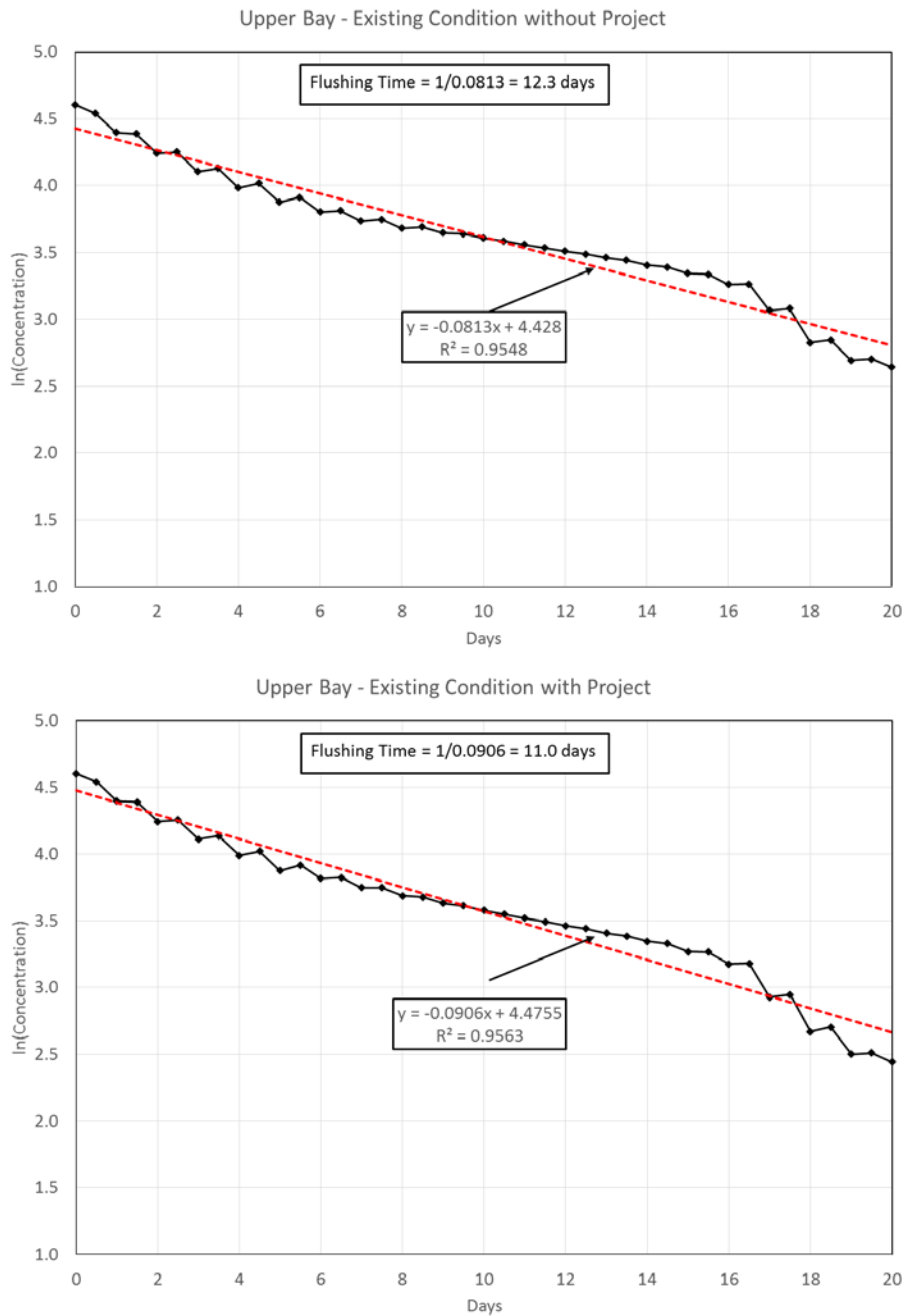 Upper Bay - Existing Condition without Project
5.0
Flushing Time = 1/0.0813 = 12.3 days
4.5
4.0
3.5
3.0
y = -0.0813x + 4.428
R² = 0.9548
ln(Concentration)
2.5
2.0
1.5
1.0
0 2 4 6 8 10 12 14 16 18 20
Days
Upper Bay - Existing Condition with Project
5.0
Flushing Time = 1/0.0906 = 11.0 days
4.5
4.0
3.5
3.0
y = -0.0906x + 4.4755
R² = 0.9563
ln(Concentration)
2.5
2.0
1.5
1.0
0 2 4 6 8 10 12 14 16 18 20
Days